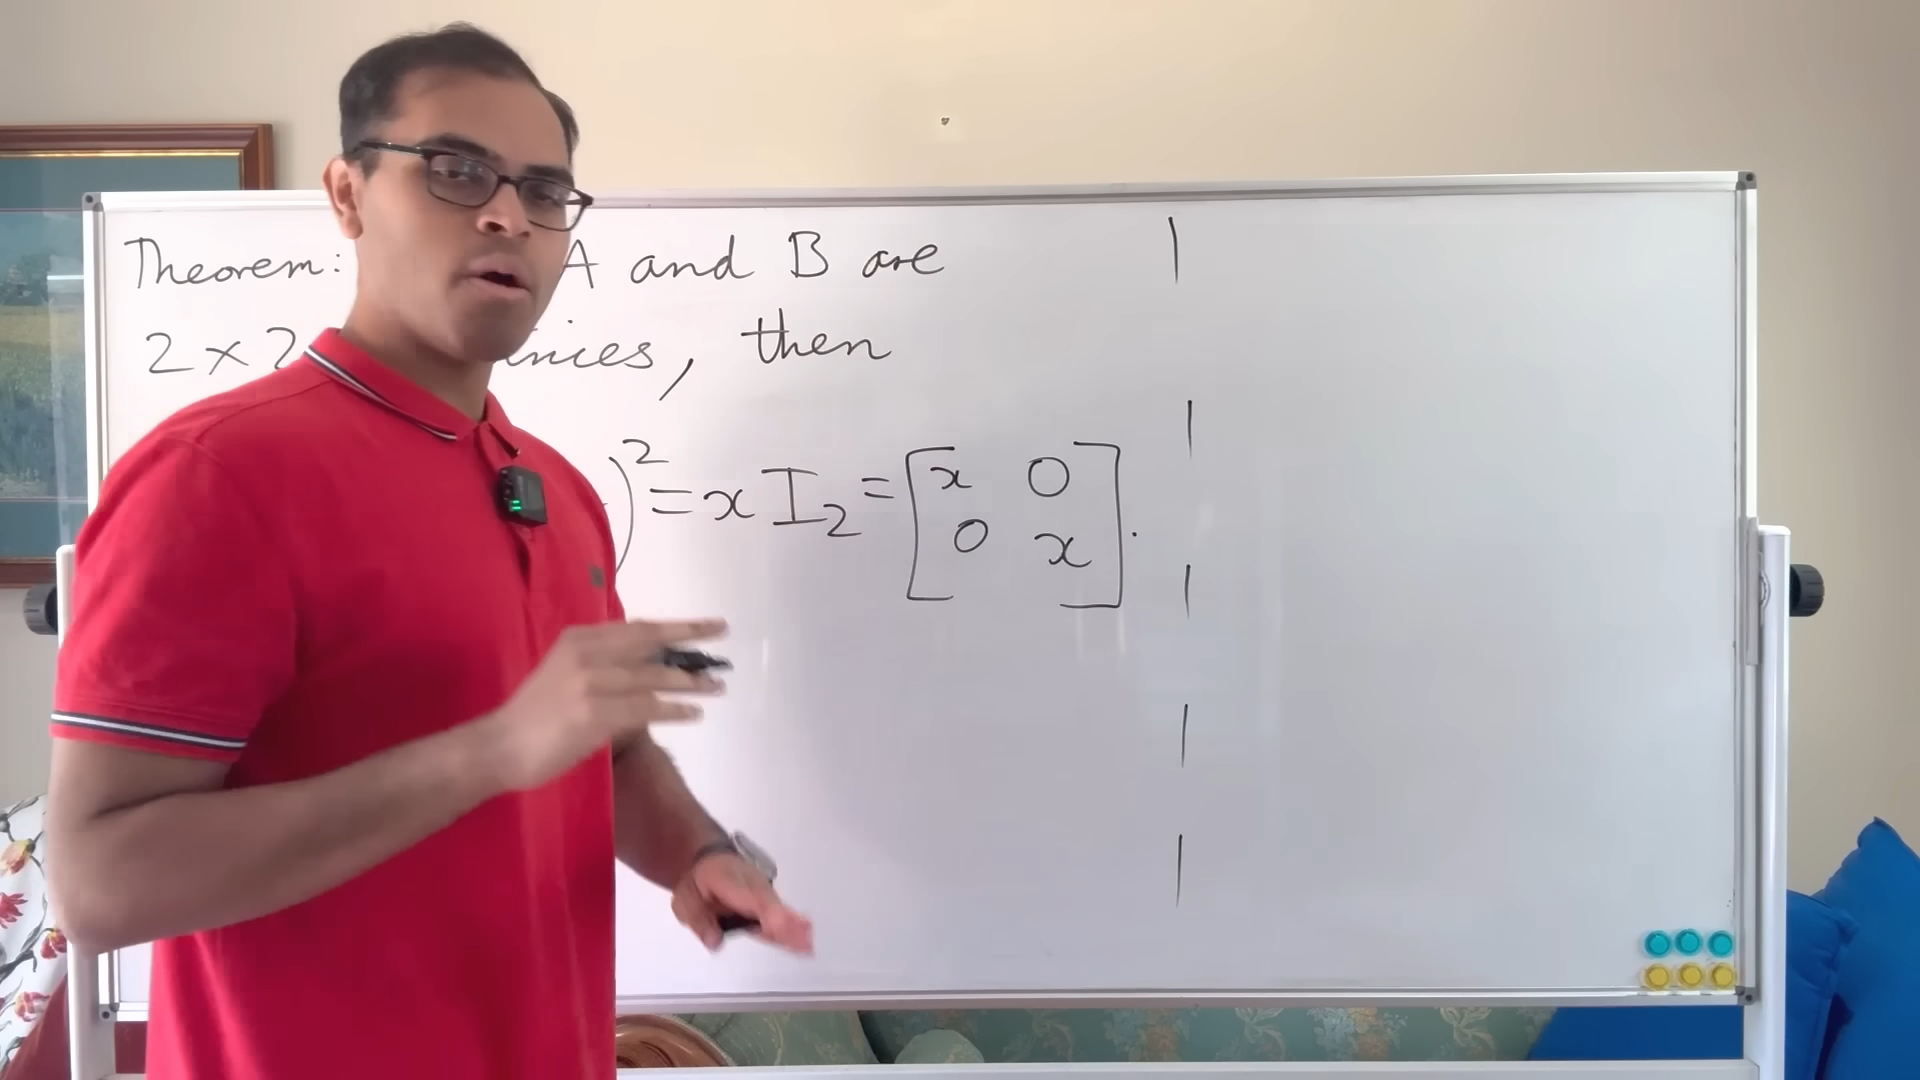 Theorem: A and B are
2×2 , then
)² = x I₂ = [x 0
0 x].